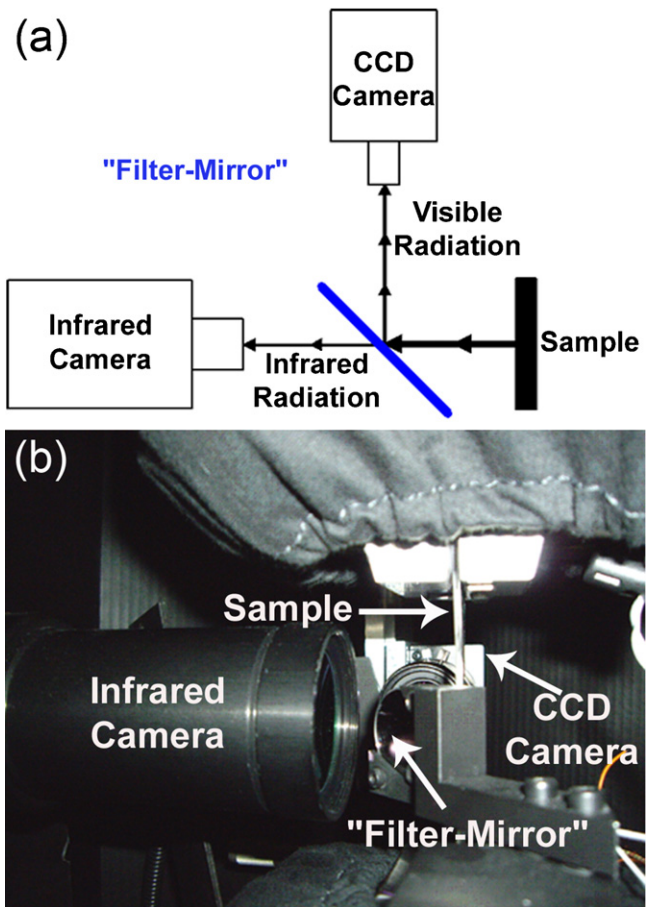 (a)
CCD
Camera
"Filter-Mirror"
Visible
Radiation
Infrared
Camera
Infrared
Radiation
Sample
(b)
Sample
Infrared
Camera
CCD
Camera
"Filter-Mirror"